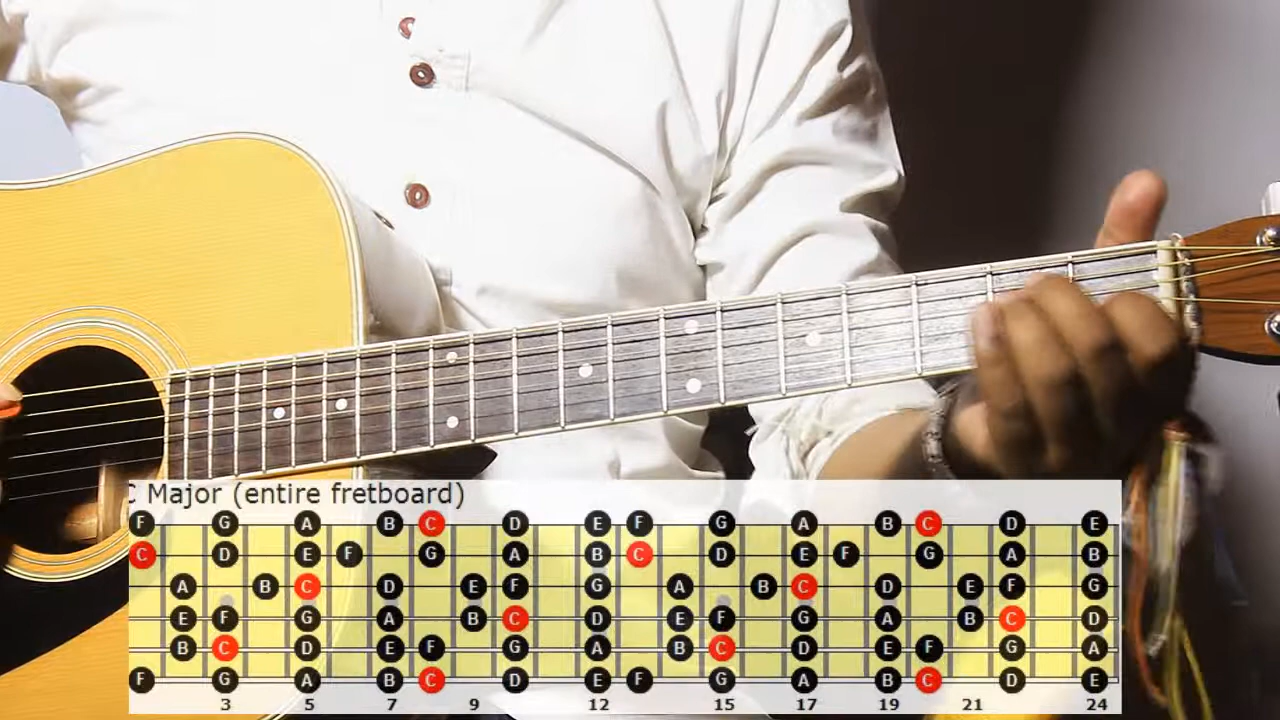 C Major (entire fretboard)
F G A B C D E F G A B C D E
C D E F G A B C D E F G A B
A B C D E F G A B C D E F G
E F G A B C D E F G A B C D
B C D E F G A B C D E F G A
F G A B C D E F G A B C D E
3 5 7 9 12 15 17 19 21 24